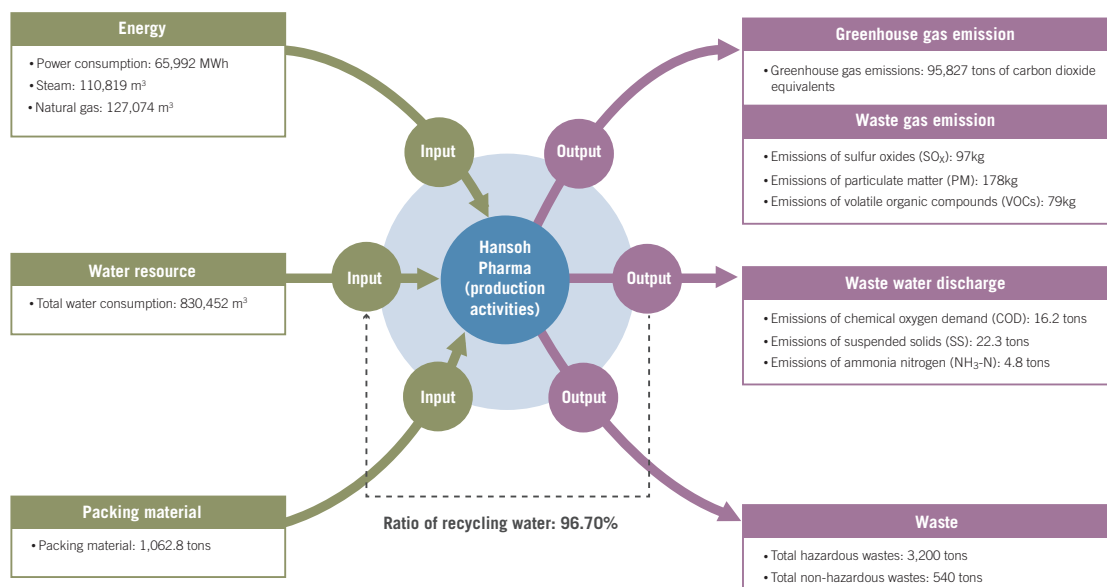 Energy
• Power consumption: 65,992 MWh
• Steam: 110,819 m³
• Natural gas: 127,074 m³
Water resource
• Total water consumption: 830,452 m³
Packing material
• Packing material: 1,062.8 tons
Input
Input
Input
Hansoh
Pharma
(production
activities)
Output
Output
Output
Ratio of recycling water: 96.70%
Greenhouse gas emission
• Greenhouse gas emissions: 95,827 tons of carbon dioxide
equivalents
Waste gas emission
• Emissions of sulfur oxides (SOₓ): 97kg
• Emissions of particulate matter (PM): 178kg
• Emissions of volatile organic compounds (VOCs): 79kg
Waste water discharge
• Emissions of chemical oxygen demand (COD): 16.2 tons
• Emissions of suspended solids (SS): 22.3 tons
• Emissions of ammonia nitrogen (NH₃-N): 4.8 tons
Waste
• Total hazardous wastes: 3,200 tons
• Total non-hazardous wastes: 540 tons